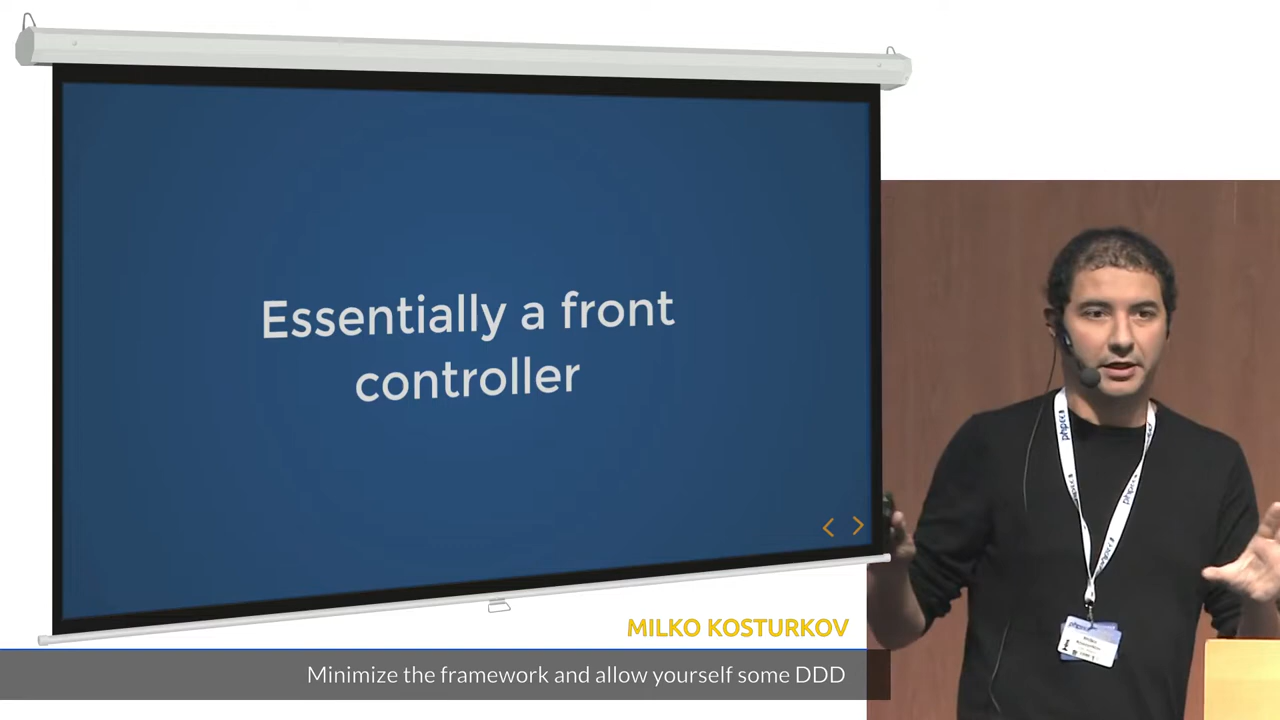 Essentially a front
controller
< >
MILKO KOSTURKOV
Minimize the framework and allow yourself some DDD